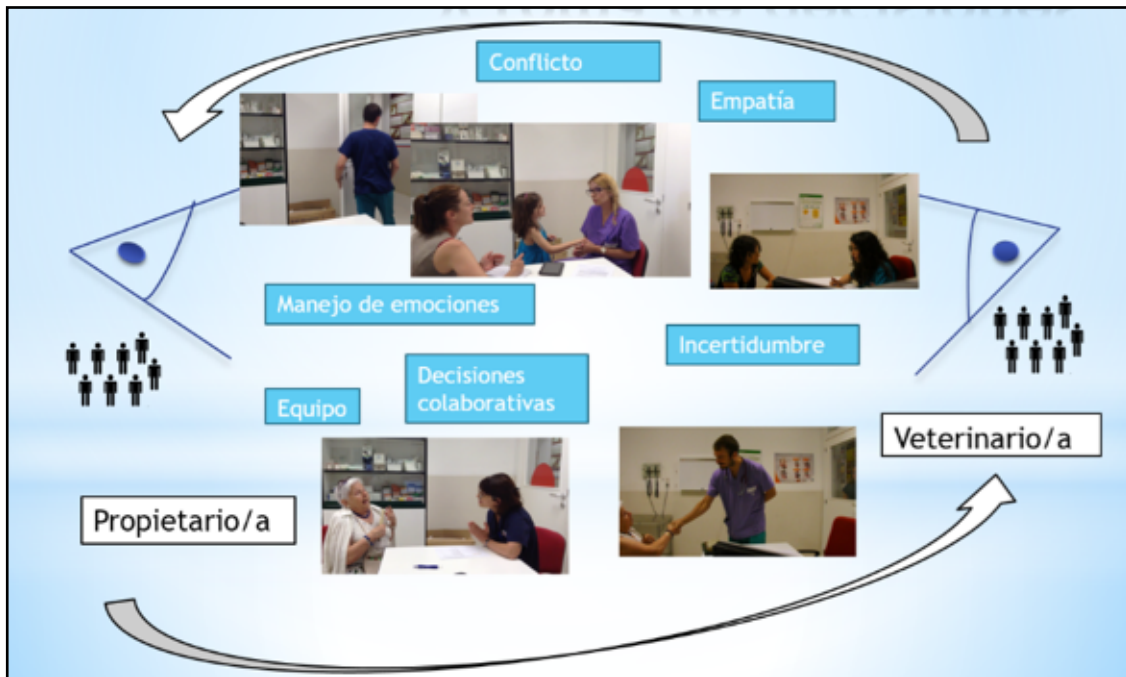 Conflicto
Empatía
Manejo de emociones
Incertidumbre
Decisiones
colaborativas
Equipo
Veterinario/a
Propietario/a